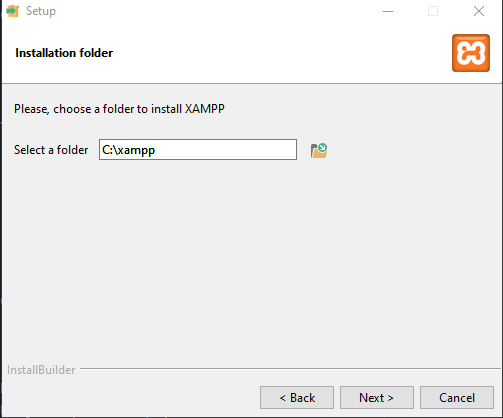 Setup
Installation folder
Please, choose a folder to install XAMPP
Select a folder C:\xampp
InstallBuilder
< Back Next > Cancel